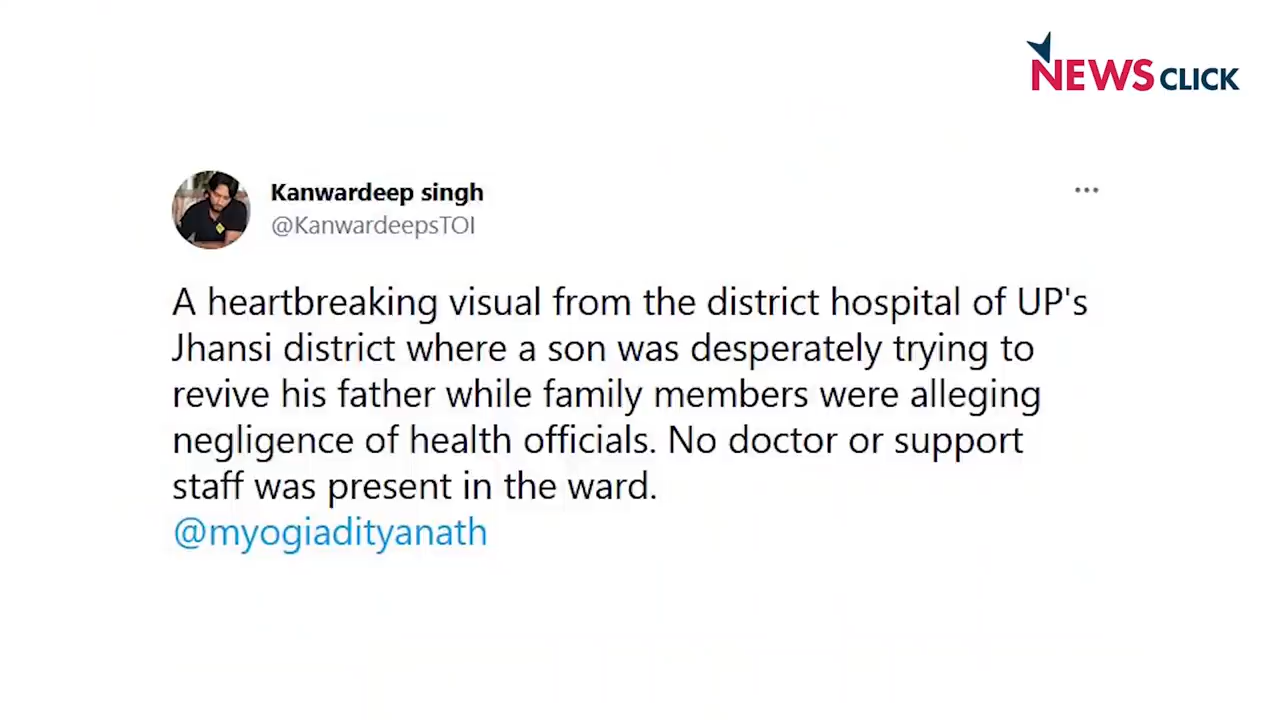 NEWS CLICK
Kanwardeep singh
@KanwardeepsTOI
A heartbreaking visual from the district hospital of UP's
Jhansi district where a son was desperately trying to
revive his father while family members were alleging
negligence of health officials. No doctor or support
staff was present in the ward.
@myogiadityanath